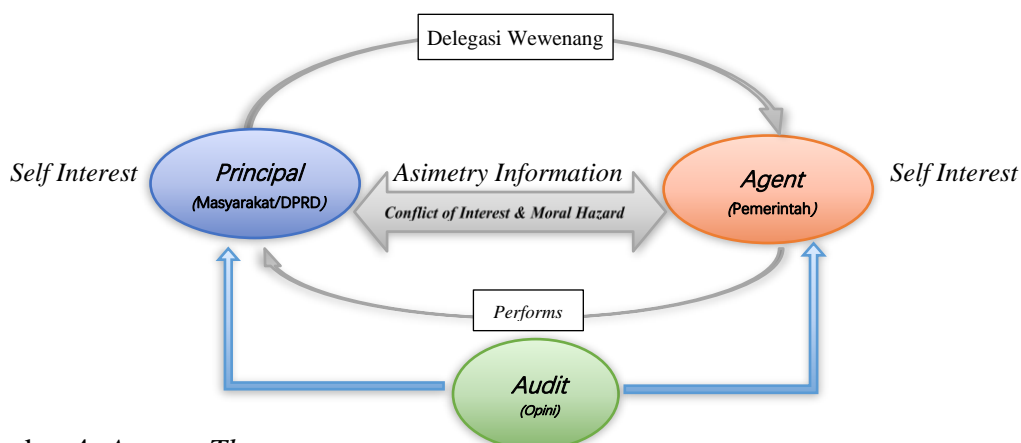 Delegasi Wewenang
Self Interest
Principal
(Masyarakat/DPRD)
Asimetry Information
Conflict of Interest & Moral Hazard
Agent
(Pemerintah)
Self Interest
Performs
Audit
(Opini)